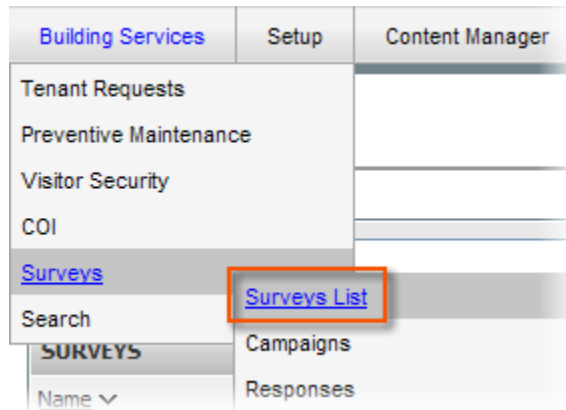 Building Services Setup Content Manager
Tenant Requests
Preventive Maintenance
Visitor Security
COI
Surveys
Surveys List
Search
Campaigns
SURVEYS
Responses
Name